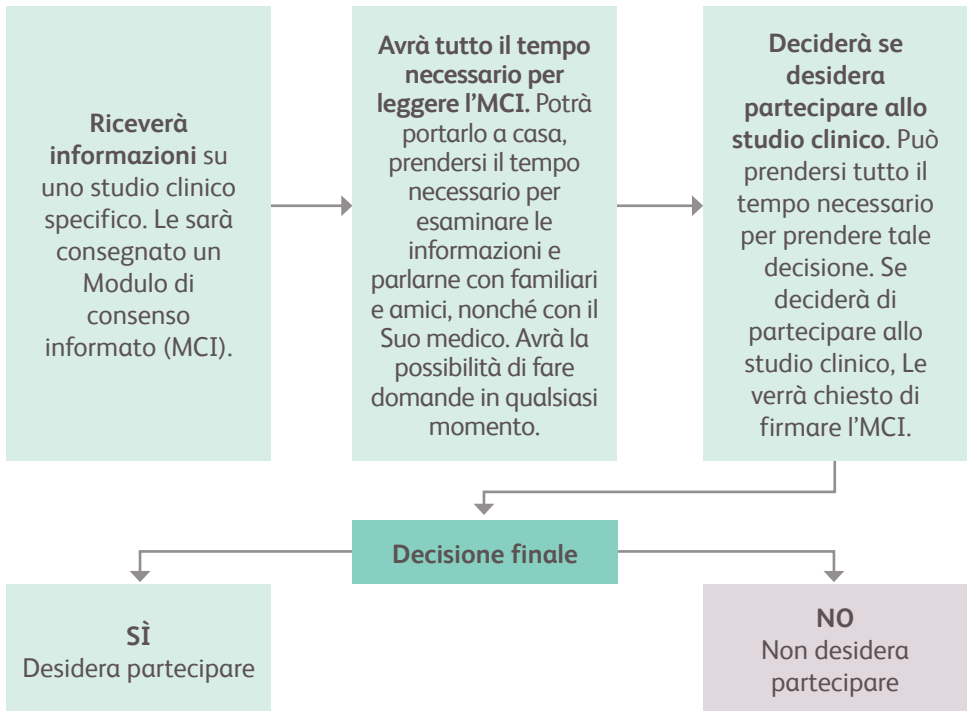 Riceverà
informazioni su
uno studio clinico
specifico. Le sarà
consegnato un
Modulo di
consenso
informato (MCI).
Avrà tutto il tempo
necessario per
leggere l’MCI. Potrà
portarlo a casa,
prendersi il tempo
necessario per
esaminare le
informazioni e
parlarne con familiari
e amici, nonché con il
Suo medico. Avrà la
possibilità di fare
domande in qualsiasi
momento.
Deciderà se
desidera
partecipare allo
studio clinico. Può
prendersi tutto il
tempo necessario
per prendere tale
decisione. Se
deciderà di
partecipare allo
studio clinico, Le
verrà chiesto di
firmare l’MCI.
Decisione finale
SÌ
Desidera partecipare
NO
Non desidera
partecipare